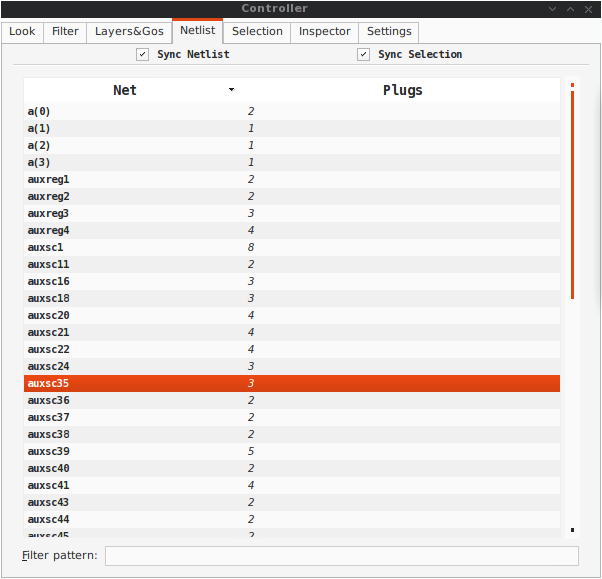 Controller
Look Filter Layers&Gos Netlist Selection Inspector Settings
Sync Netlist Sync Selection
Net Plugs
a(0) 2
a(1) 1
a(2) 1
a(3) 1
auxreg1 2
auxreg2 2
auxreg3 3
auxreg4 4
auxsc1 8
auxsc11 2
auxsc16 3
auxsc18 3
auxsc20 4
auxsc21 4
auxsc22 4
auxsc24 3
auxsc35 3
auxsc36 2
auxsc37 2
auxsc38 2
auxsc39 5
auxsc40 2
auxsc41 4
auxsc43 2
auxsc44 2
auxsc45 2
Filter pattern: